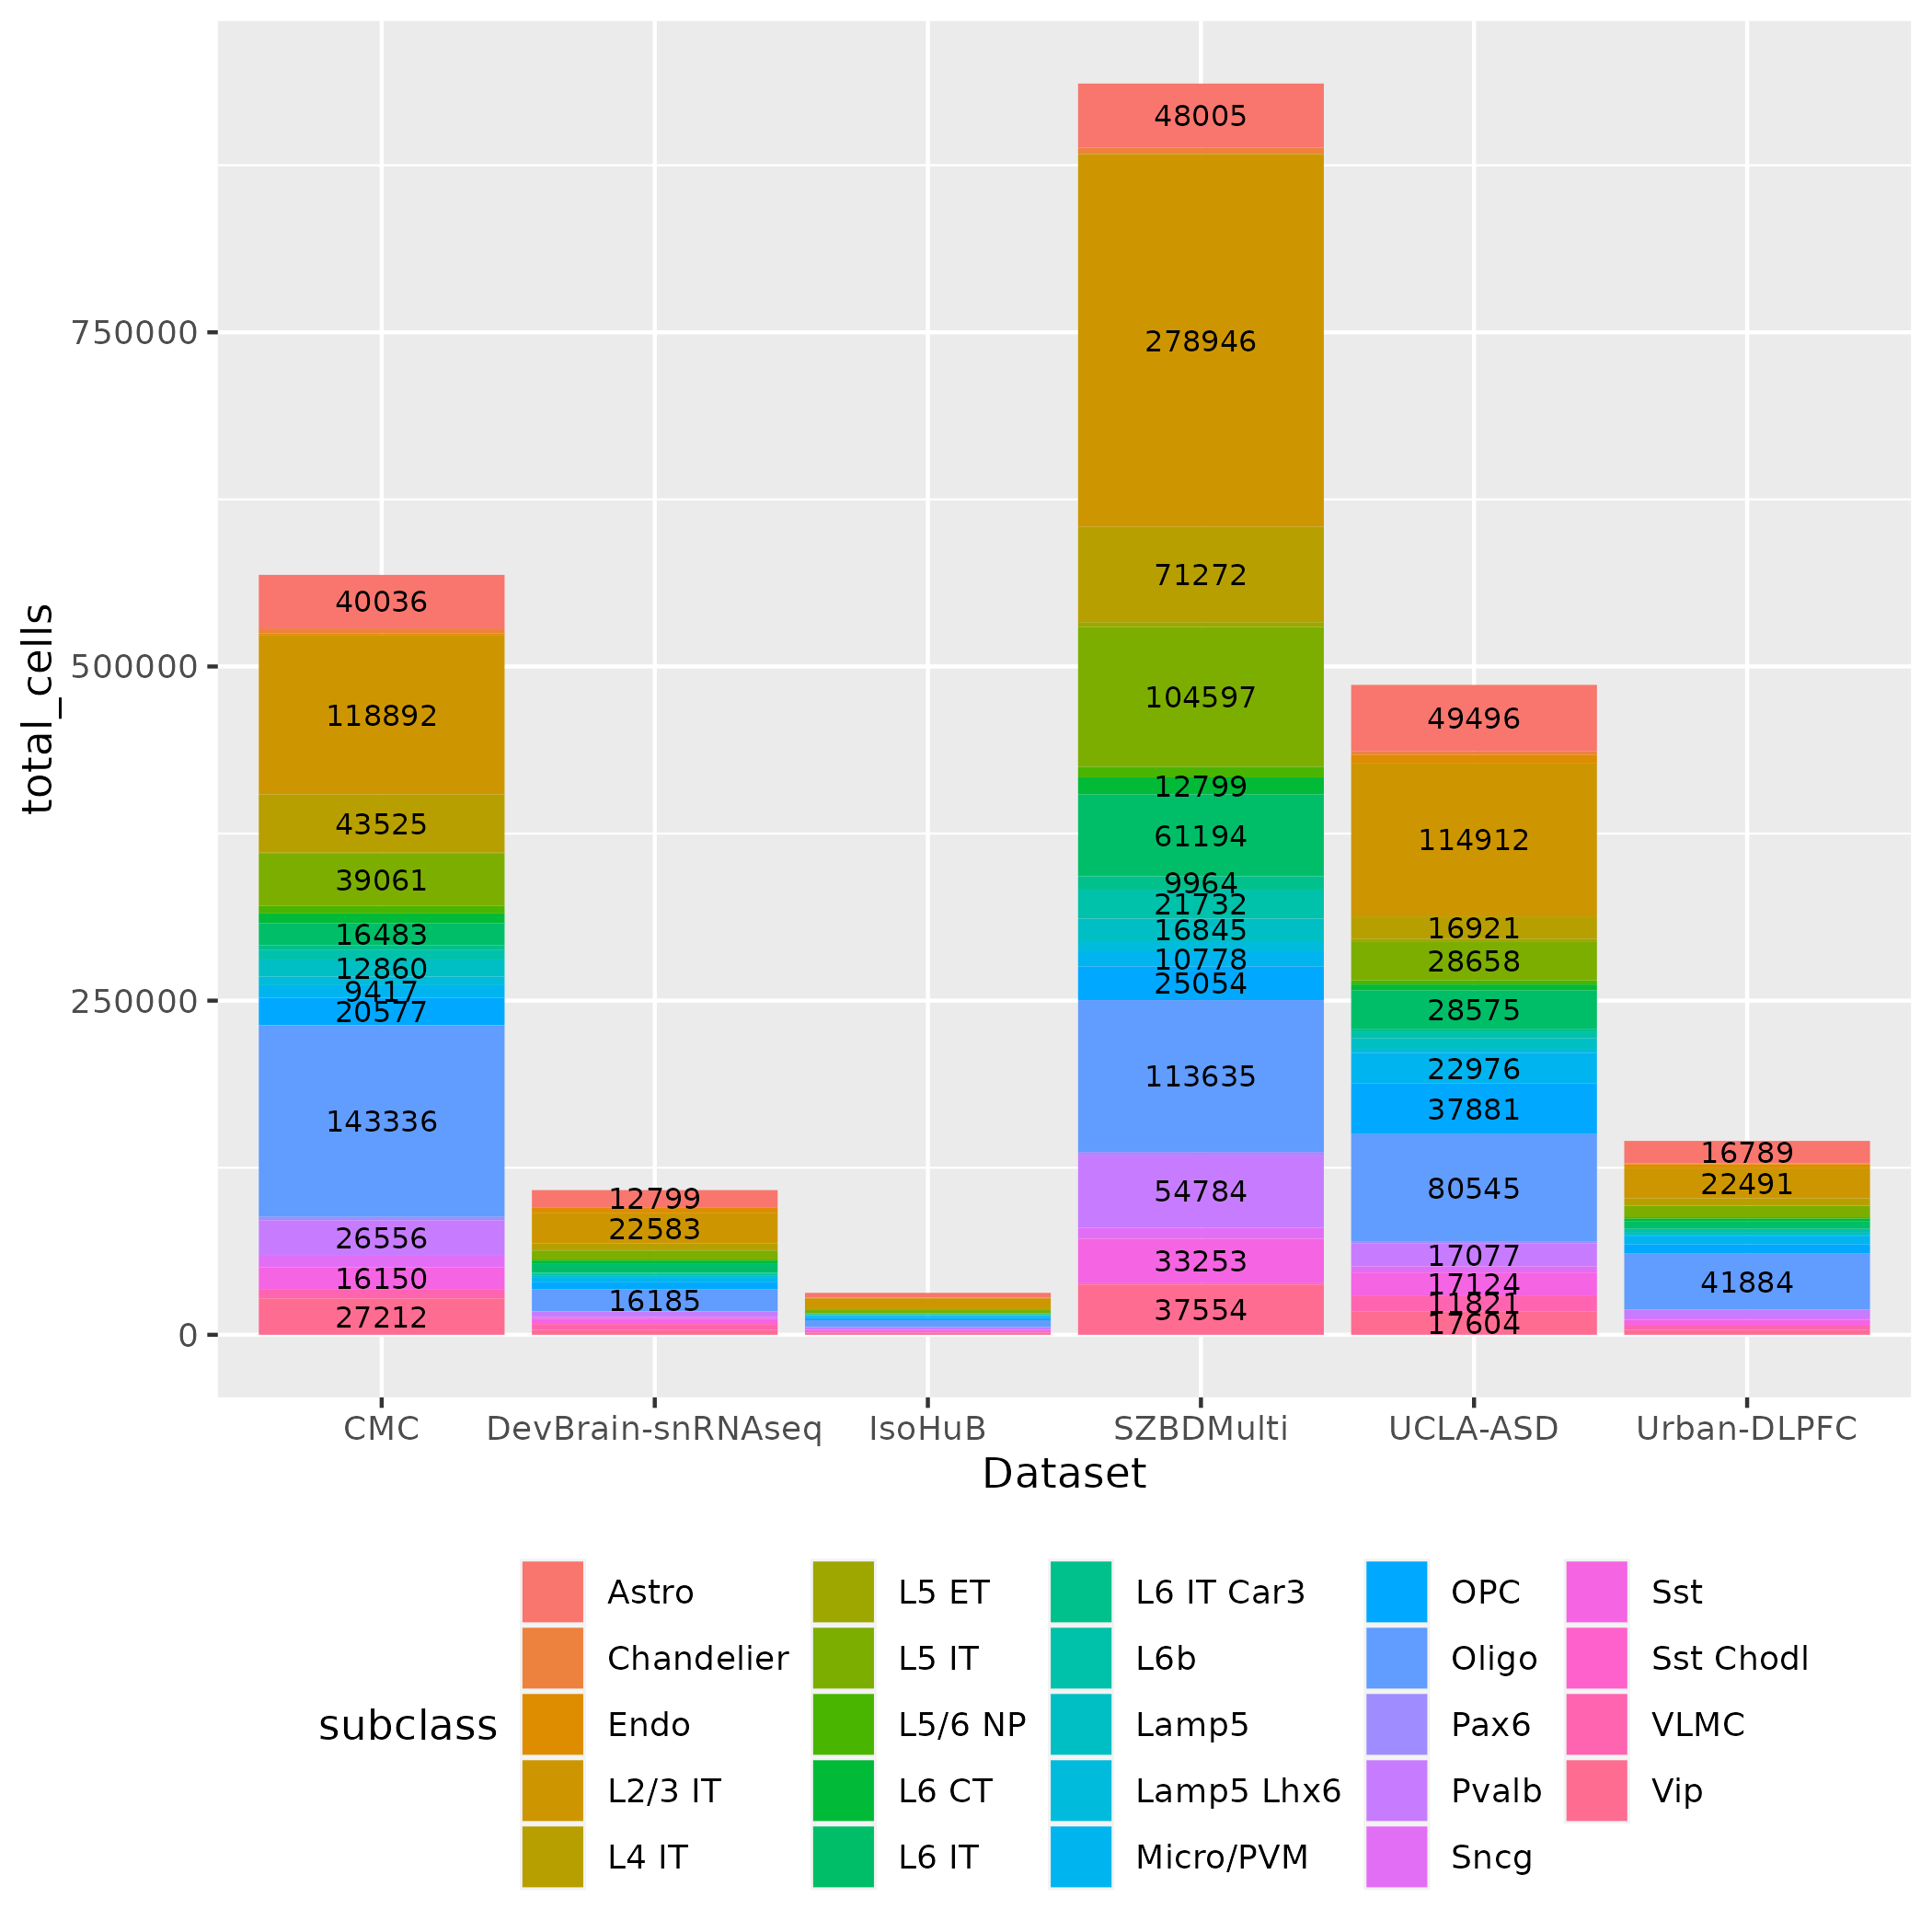 total_cells
750000
500000
250000
0
40036
118892
43525
39061
16483
12860
9417
20577
143336
26556
16150
27212
12799
22583
16185
48005
278946
71272
104597
12799
61194
9964
21732
16845
10778
25054
113635
54784
33253
37554
49496
114912
16921
28658
28575
22976
37881
80545
17077
17124
11821
17604
16789
22491
41884
CMC DevBrain-snRNAseq IsoHuB SZBDMulti UCLA-ASD Urban-DLPFC
Dataset
subclass
Astro
Chandelier
Endo
L2/3 IT
L4 IT
L5 ET
L5 IT
L5/6 NP
L6 CT
L6 IT
L6 IT Car3
L6b
Lamp5
Lamp5 Lhx6
Micro/PVM
OPC
Oligo
Pax6
Pvalb
Sncg
Sst
Sst Chodl
VLMC
Vip